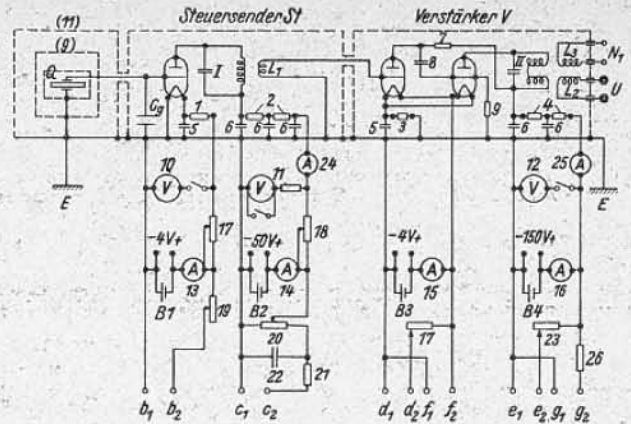 (11) Steuersender St Verstärker V
(9) 7
Q I L₁ 8 II L₃ N₁
L₂ U
Cg 1 2 9 4
5 6 6 6 5 3 6 6
A 24 A 25
10 11 12
V V V
E E
17 18
-4V+ -50V+ -4V+ -150V+
A A A A
13 14 15 16
B1 B2 B3 B4
19 20 17 23
22 21 26
b₁ b₂ c₁ c₂ d₁ d₂ f₁ f₂ e₁ e₂ g₁ g₂